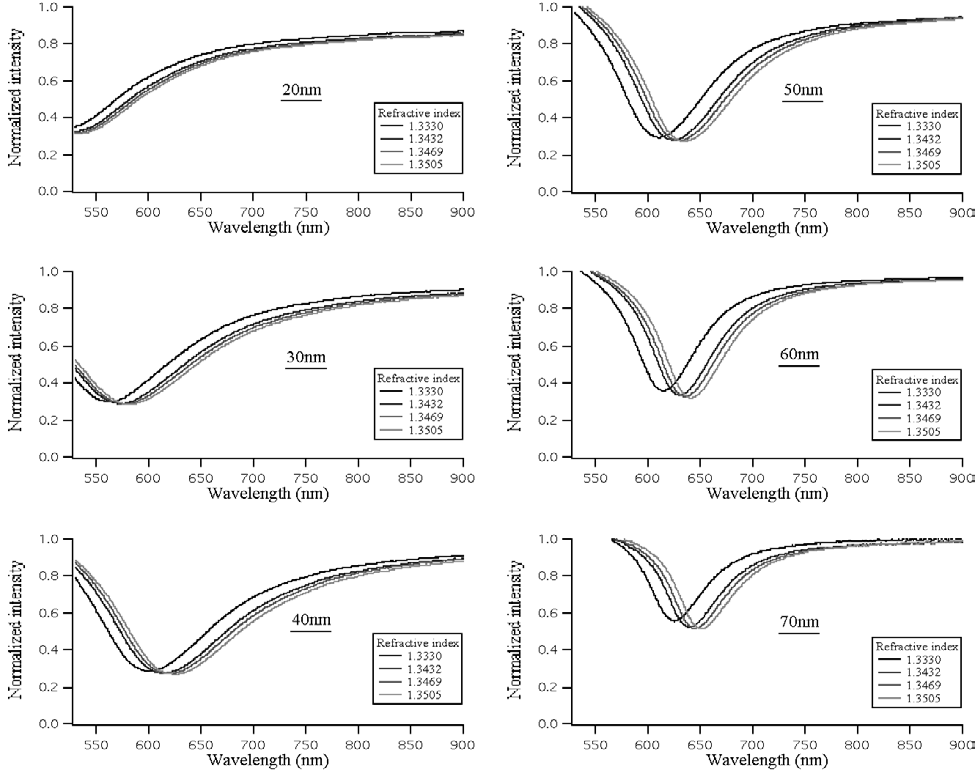 Normalized intensity
1.0
0.8
0.6
0.4
0.2
0.0
20nm
Refractive index
1.3330
1.3432
1.3469
1.3505
550 600 650 700 750 800 850 900
Wavelength (nm)
Normalized intensity
1.0
0.8
0.6
0.4
0.2
0.0
50nm
Refractive index
1.3330
1.3432
1.3469
1.3505
550 600 650 700 750 800 850 900
Wavelength (nm)
Normalized intensity
1.0
0.8
0.6
0.4
0.2
0.0
30nm
Refractive index
1.3330
1.3432
1.3469
1.3505
550 600 650 700 750 800 850 900
Wavelength (nm)
Normalized intensity
1.0
0.8
0.6
0.4
0.2
0.0
60nm
Refractive index
1.3330
1.3432
1.3469
1.3505
550 600 650 700 750 800 850 900
Wavelength (nm)
Normalized intensity
1.0
0.8
0.6
0.4
0.2
0.0
40nm
Refractive index
1.3330
1.3432
1.3469
1.3505
550 600 650 700 750 800 850 900
Wavelength (nm)
Normalized intensity
1.0
0.8
0.6
0.4
0.2
0.0
70nm
Refractive index
1.3330
1.3432
1.3469
1.3505
550 600 650 700 750 800 850 900
Wavelength (nm)